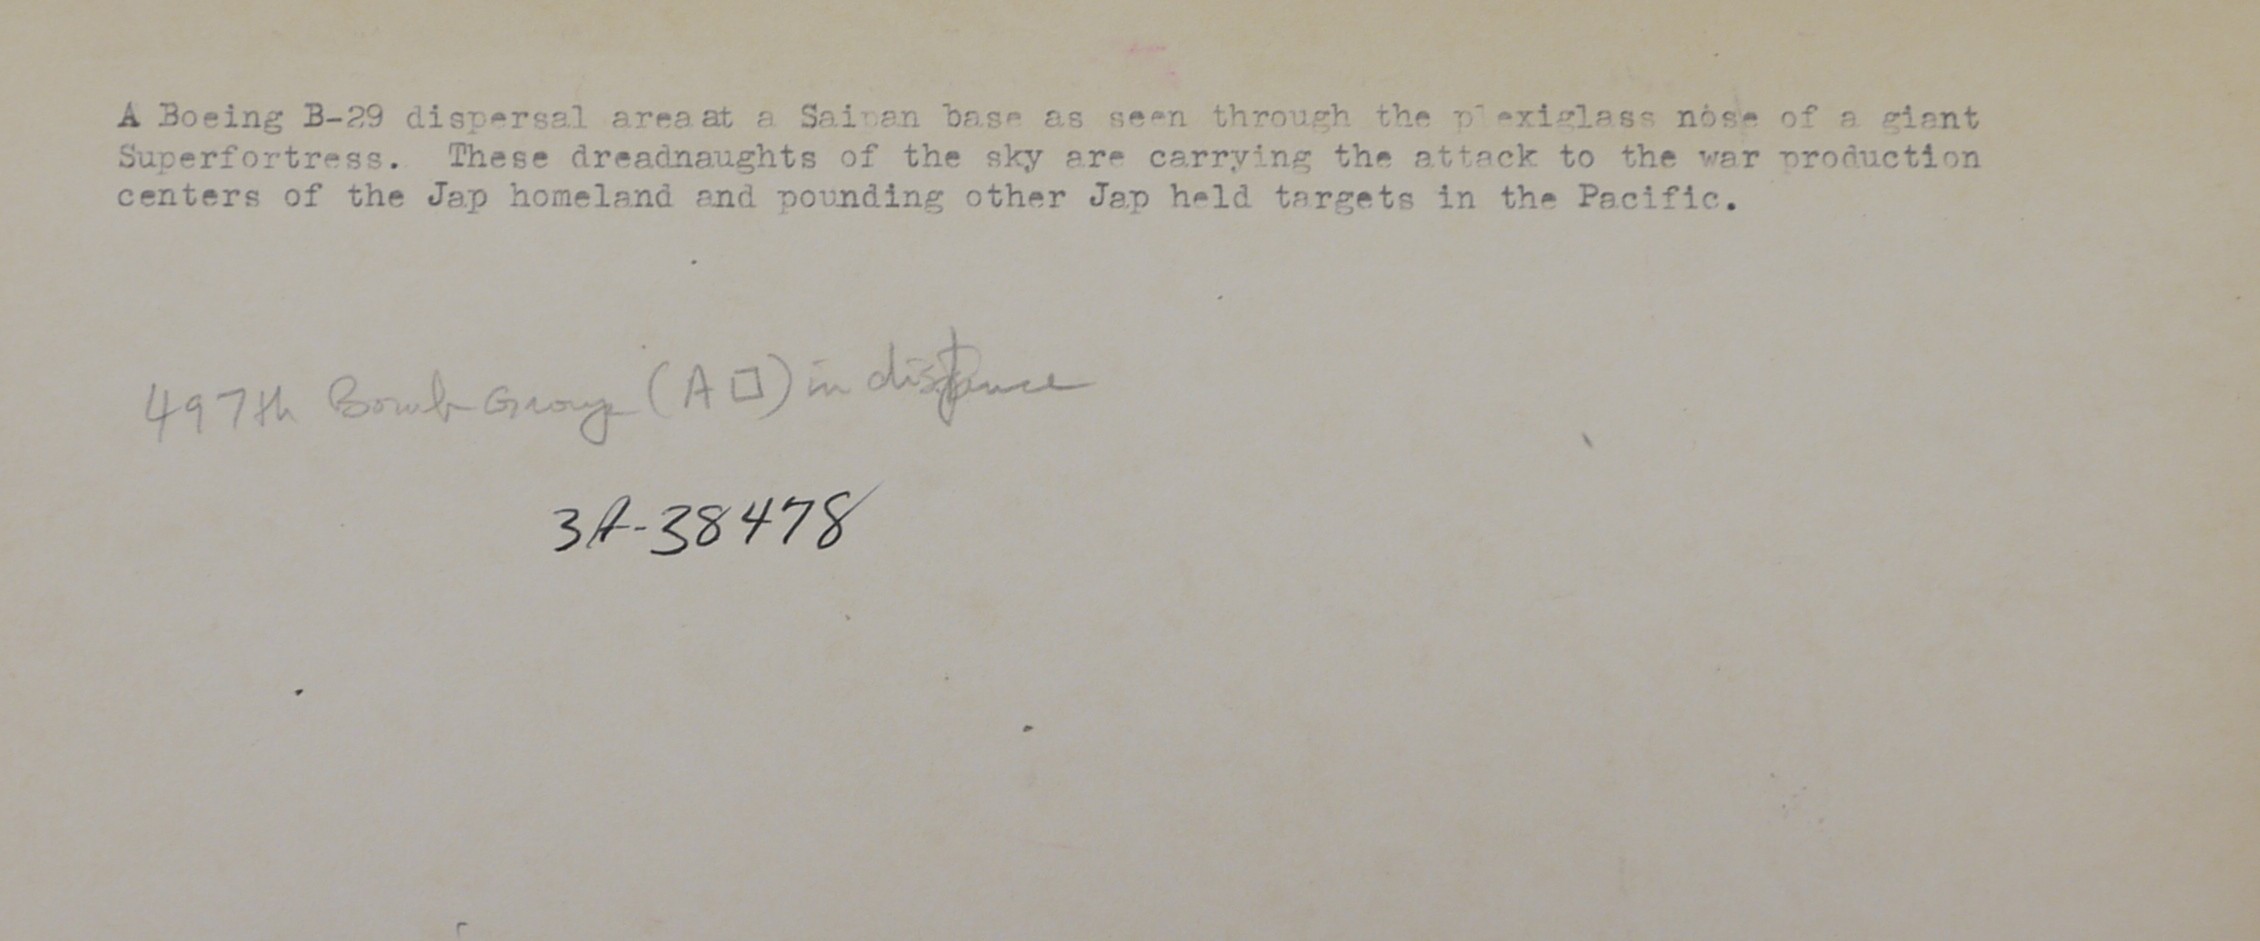 A Boeing B-29 dispersal area at a Saipan base as seen through the plexiglass nose of a giant
Superfortress. These dreadnaughts of the sky are carrying the attack to the war production
centers of the Jap homeland and pounding other Jap held targets in the Pacific.
497th Bomb Group (A □) in distance
3A-38478